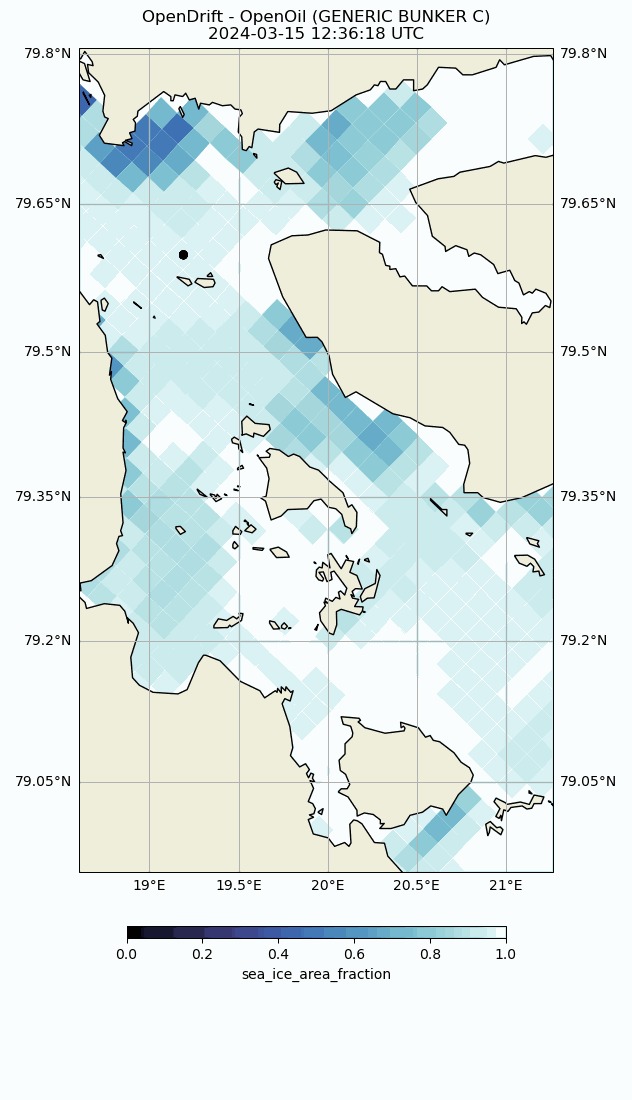 OpenDrift - OpenOil (GENERIC BUNKER C)
2024-03-15 12:36:18 UTC
79.8°N 79.8°N
79.65°N 79.65°N
79.5°N 79.5°N
79.35°N 79.35°N
79.2°N 79.2°N
79.05°N 79.05°N
19°E 19.5°E 20°E 20.5°E 21°E
0.0 0.2 0.4 0.6 0.8 1.0
sea_ice_area_fraction